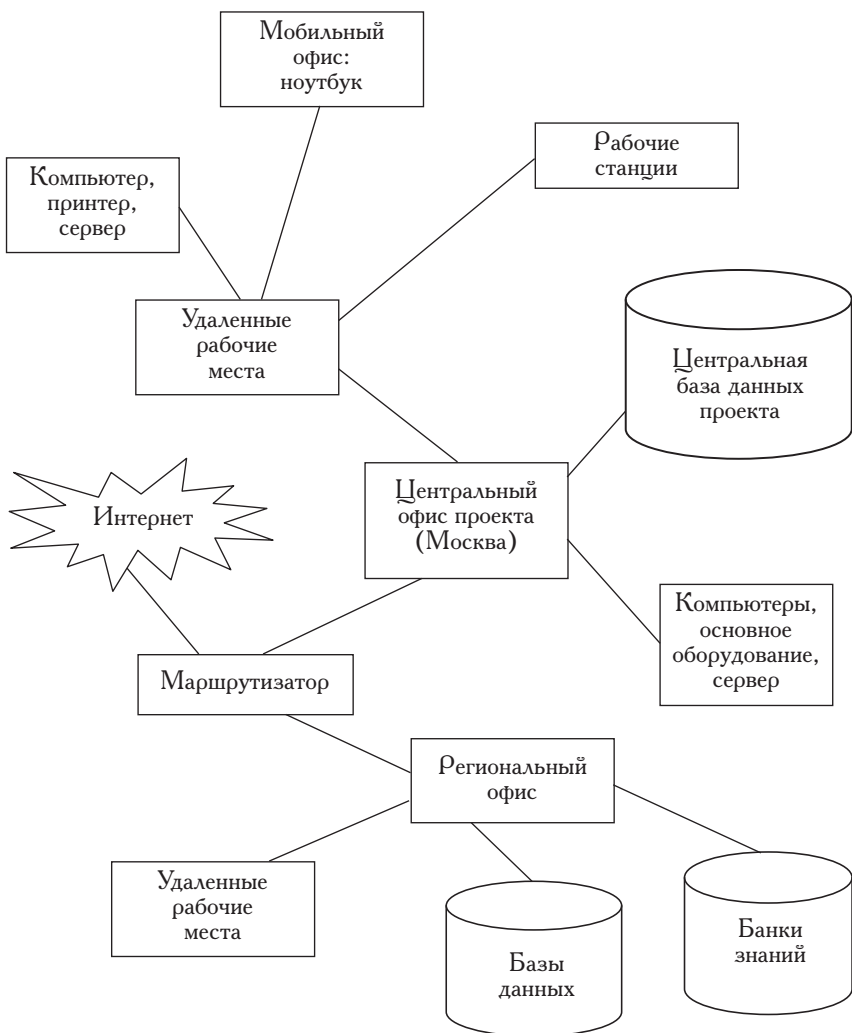 Мобильный
офис:
ноутбук
Рабочие
станции
Компьютер,
принтер,
сервер
Удаленные
рабочие
места
Центральная
база данных
проекта
Центральный
офис проекта
(Москва)
Интернет
Компьютеры,
основное
оборудование,
сервер
Маршрутизатор
Региональный
офис
Удаленные
рабочие
места
Базы
данных
Банки
знаний